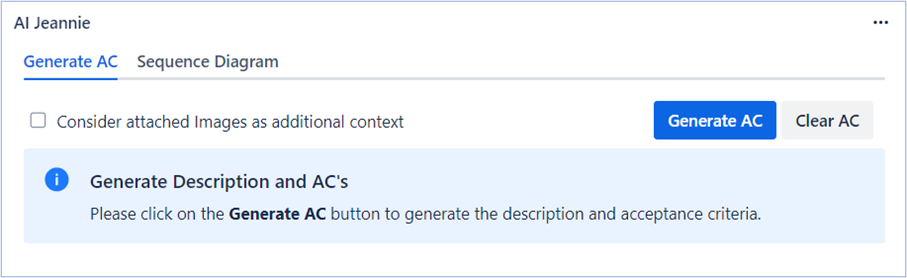 AI Jeannie
Generate AC Sequence Diagram
Consider attached Images as additional context
Generate AC Clear AC
Generate Description and AC's
Please click on the Generate AC button to generate the description and acceptance criteria.